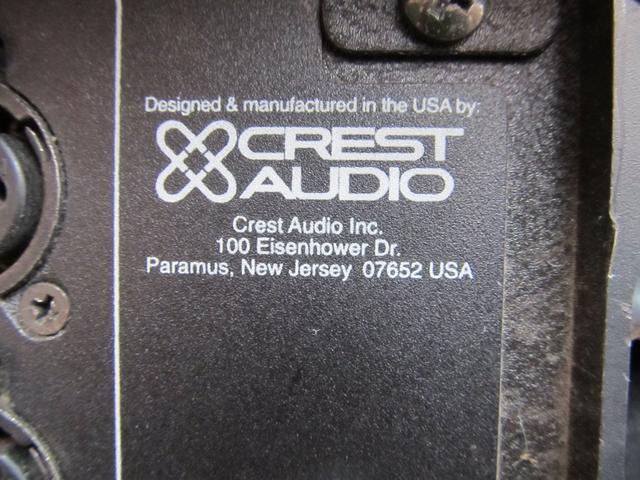 Designed & manufactured in the USA by:
CREST
AUDIO
Crest Audio Inc.
100 Eisenhower Dr.
Paramus, New Jersey 07652 USA